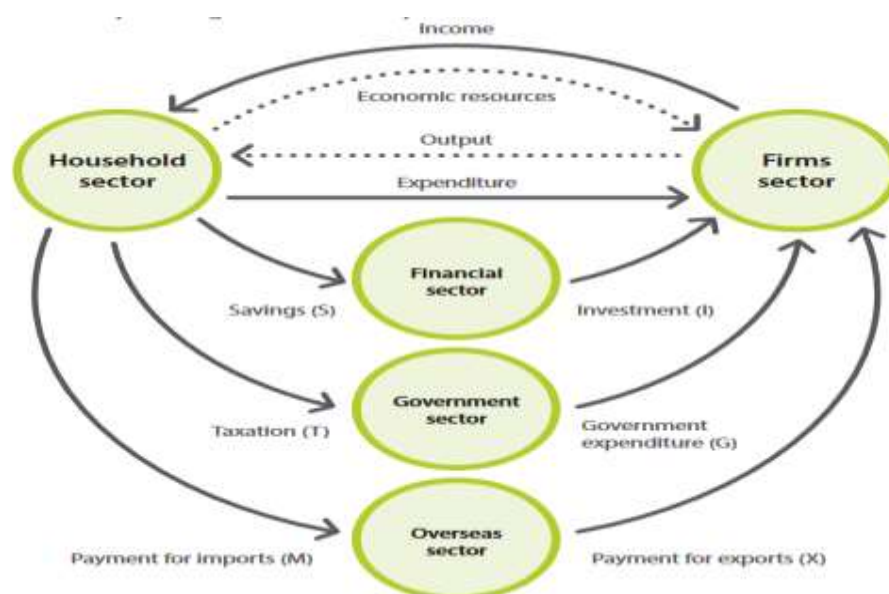 Income
Economic resources
Output
Expenditure
Household
sector
Firms
sector
Financial
sector
Savings (S)
Investment (I)
Government
sector
Taxation (T)
Government
expenditure (G)
Overseas
sector
Payment for imports (M)
Payment for exports (X)